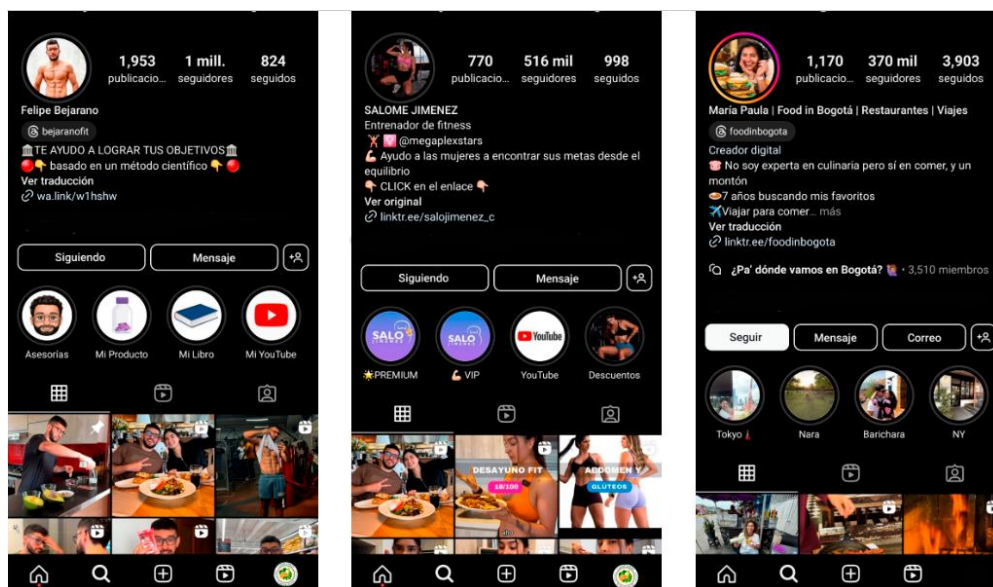 1,953 1 mill. 824
publicacio... seguidores seguidos
Felipe Bejarano
bejaranofit
🏛TE AYUDO A LOGRAR TUS OBJETIVOS🏛
🔴👇 basado en un método científico 👇 🔴
Ver traducción
wa.link/w1hshw
Siguiendo Mensaje
Asesorías Mi Producto Mi Libro Mi YouTube
770 516 mil 998
publicacio... seguidores seguidos
SALOME JIMENEZ
Entrenador de fitness
@megaplexstars
💪🏻 Ayudo a las mujeres a encontrar sus metas desde el
equilibrio
👇🏻 CLICK en el enlace 👇🏻
Ver original
linktr.ee/salojimenez_c
Siguiendo Mensaje
SALO
JIMENEZ
SALO
JIMENEZ
YouTube
🌟PREMIUM 💪🏻 VIP YouTube Descuentos
DESAYUNO FIT
18/100
ABDOMEN Y
GLUTEOS
1,170 370 mil 3,903
publicacio... seguidores seguidos
María Paula | Food in Bogotá | Restaurantes | Viajes
foodinbogota
Creador digital
No soy experta en culinaria pero sí en comer, y un
montón
7 años buscando mis favoritos
✈️Viajar para comer... más
Ver traducción
linktr.ee/foodinbogota
¿Pa' dónde vamos en Bogotá? 🙋🏽‍♀️ • 3,510 miembros
Seguir Mensaje Correo
Tokyo🗼 Nara Barichara NY